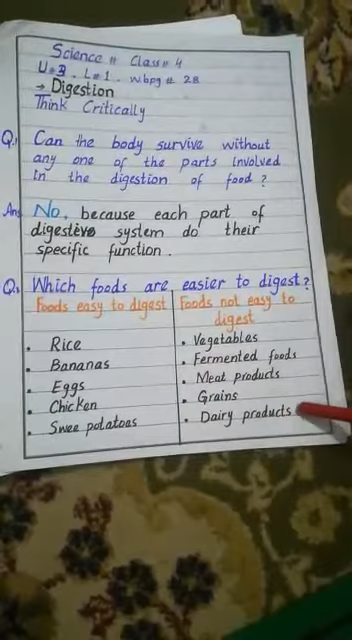 Science # Class # 4
U # 3. L # 1. Wbpg # 28
→ Digestion
Think Critically
Q. Can the body survive without
any one of the parts involved
in the digestion of food?
Ans No, because each part of
digestive system do their
specific function.
Q. Which foods are easier to digest?
Foods easy to digest
• Rice
• Bananas
• Eggs
• Chicken
• Swee potatoes
Foods not easy to
digest
• Vegatables
• Fermented foods
• Meat products
• Grains
• Dairy products